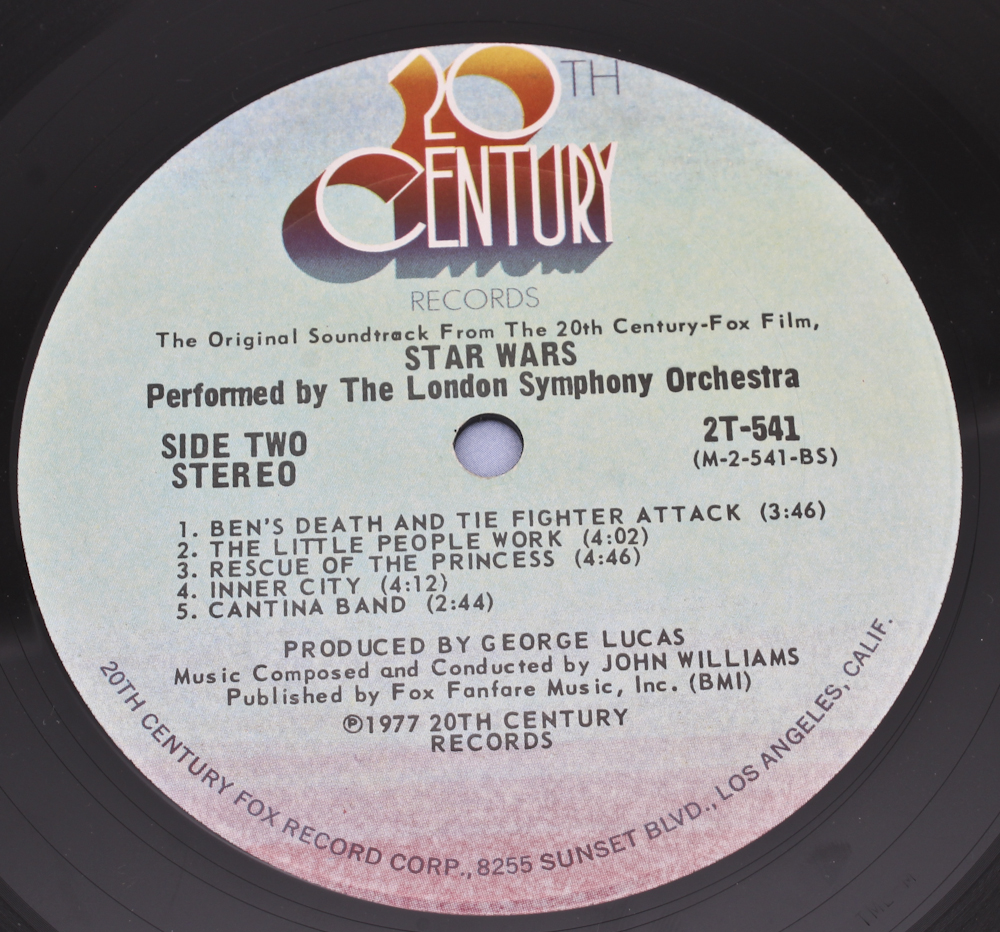 20TH
CENTURY
RECORDS
The Original Soundtrack From The 20th Century-Fox Film,
STAR WARS
Performed by The London Symphony Orchestra
SIDE TWO
STEREO
2T-541
(M-2-541-BS)
1. BEN'S DEATH AND TIE FIGHTER ATTACK (3:46)
2. THE LITTLE PEOPLE WORK (4:02)
3. RESCUE OF THE PRINCESS (4:46)
4. INNER CITY (4:12)
5. CANTINA BAND (2:44)
PRODUCED BY GEORGE LUCAS
Music Composed and Conducted by JOHN WILLIAMS
Published by Fox Fanfare Music, Inc. (BMI)
℗1977 20TH CENTURY
RECORDS
20TH CENTURY FOX RECORD CORP., 8255 SUNSET BLVD., LOS ANGELES, CALIF.